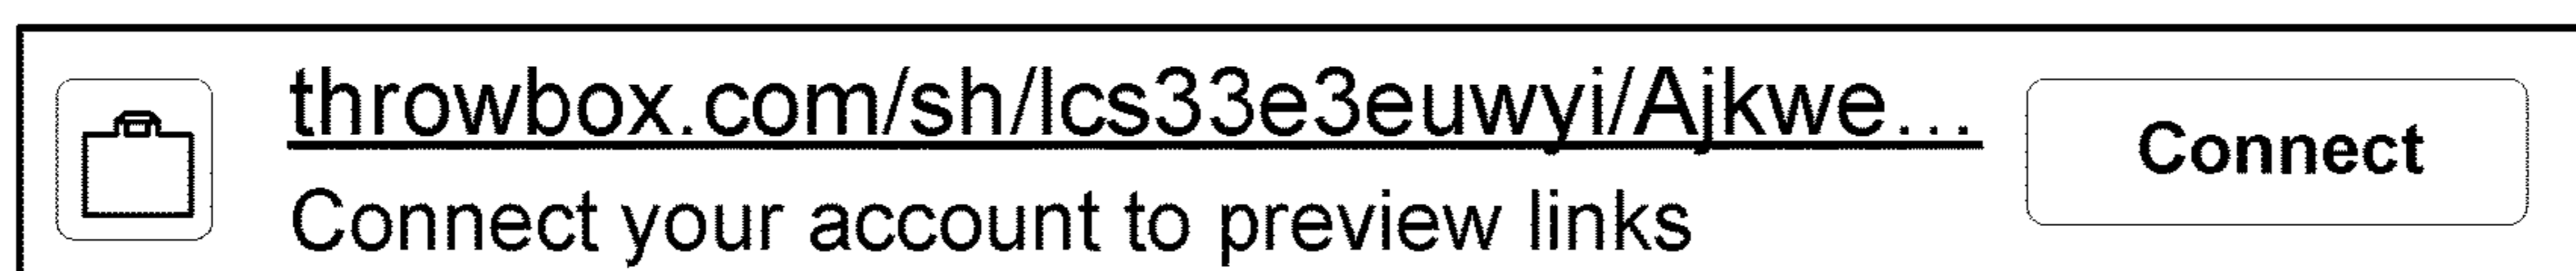 throwbox.com/sh/lcs33e3euwyi/Ajkwe...
Connect your account to preview links
Connect